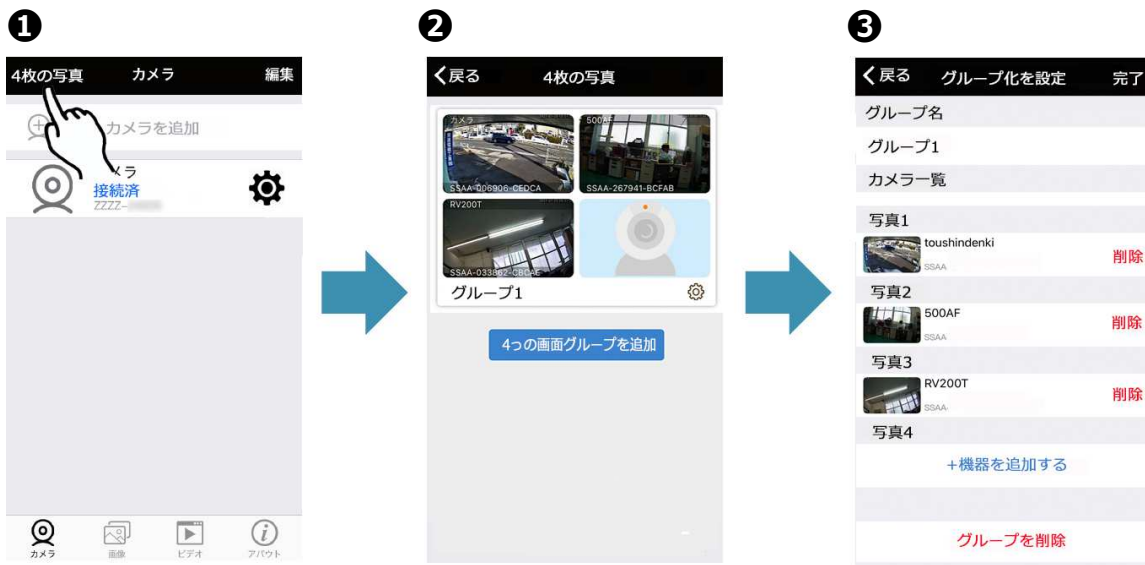 ❶
4枚の写真 カメラ 編集
カメラを追加
メラ
接続済
ZZZZ-
カメラ 画像 ビデオ アバウト
❷
戻る 4枚の写真
カメラ 500AF
SSAA-006906-CEDCA SSAA-267941-BCFAB
RV200T
SSAA-033862-CBCAE
グループ1
4っの画面グループを追加
❸
戻る グループ化を設定 完了
グループ名
グループ1
カメラ一覧
写真1
toushindenki
SSAA
削除
写真2
500AF
SSAA
削除
写真3
RV200T
SSAA-
削除
写真4
+機器を追加する
グループを削除